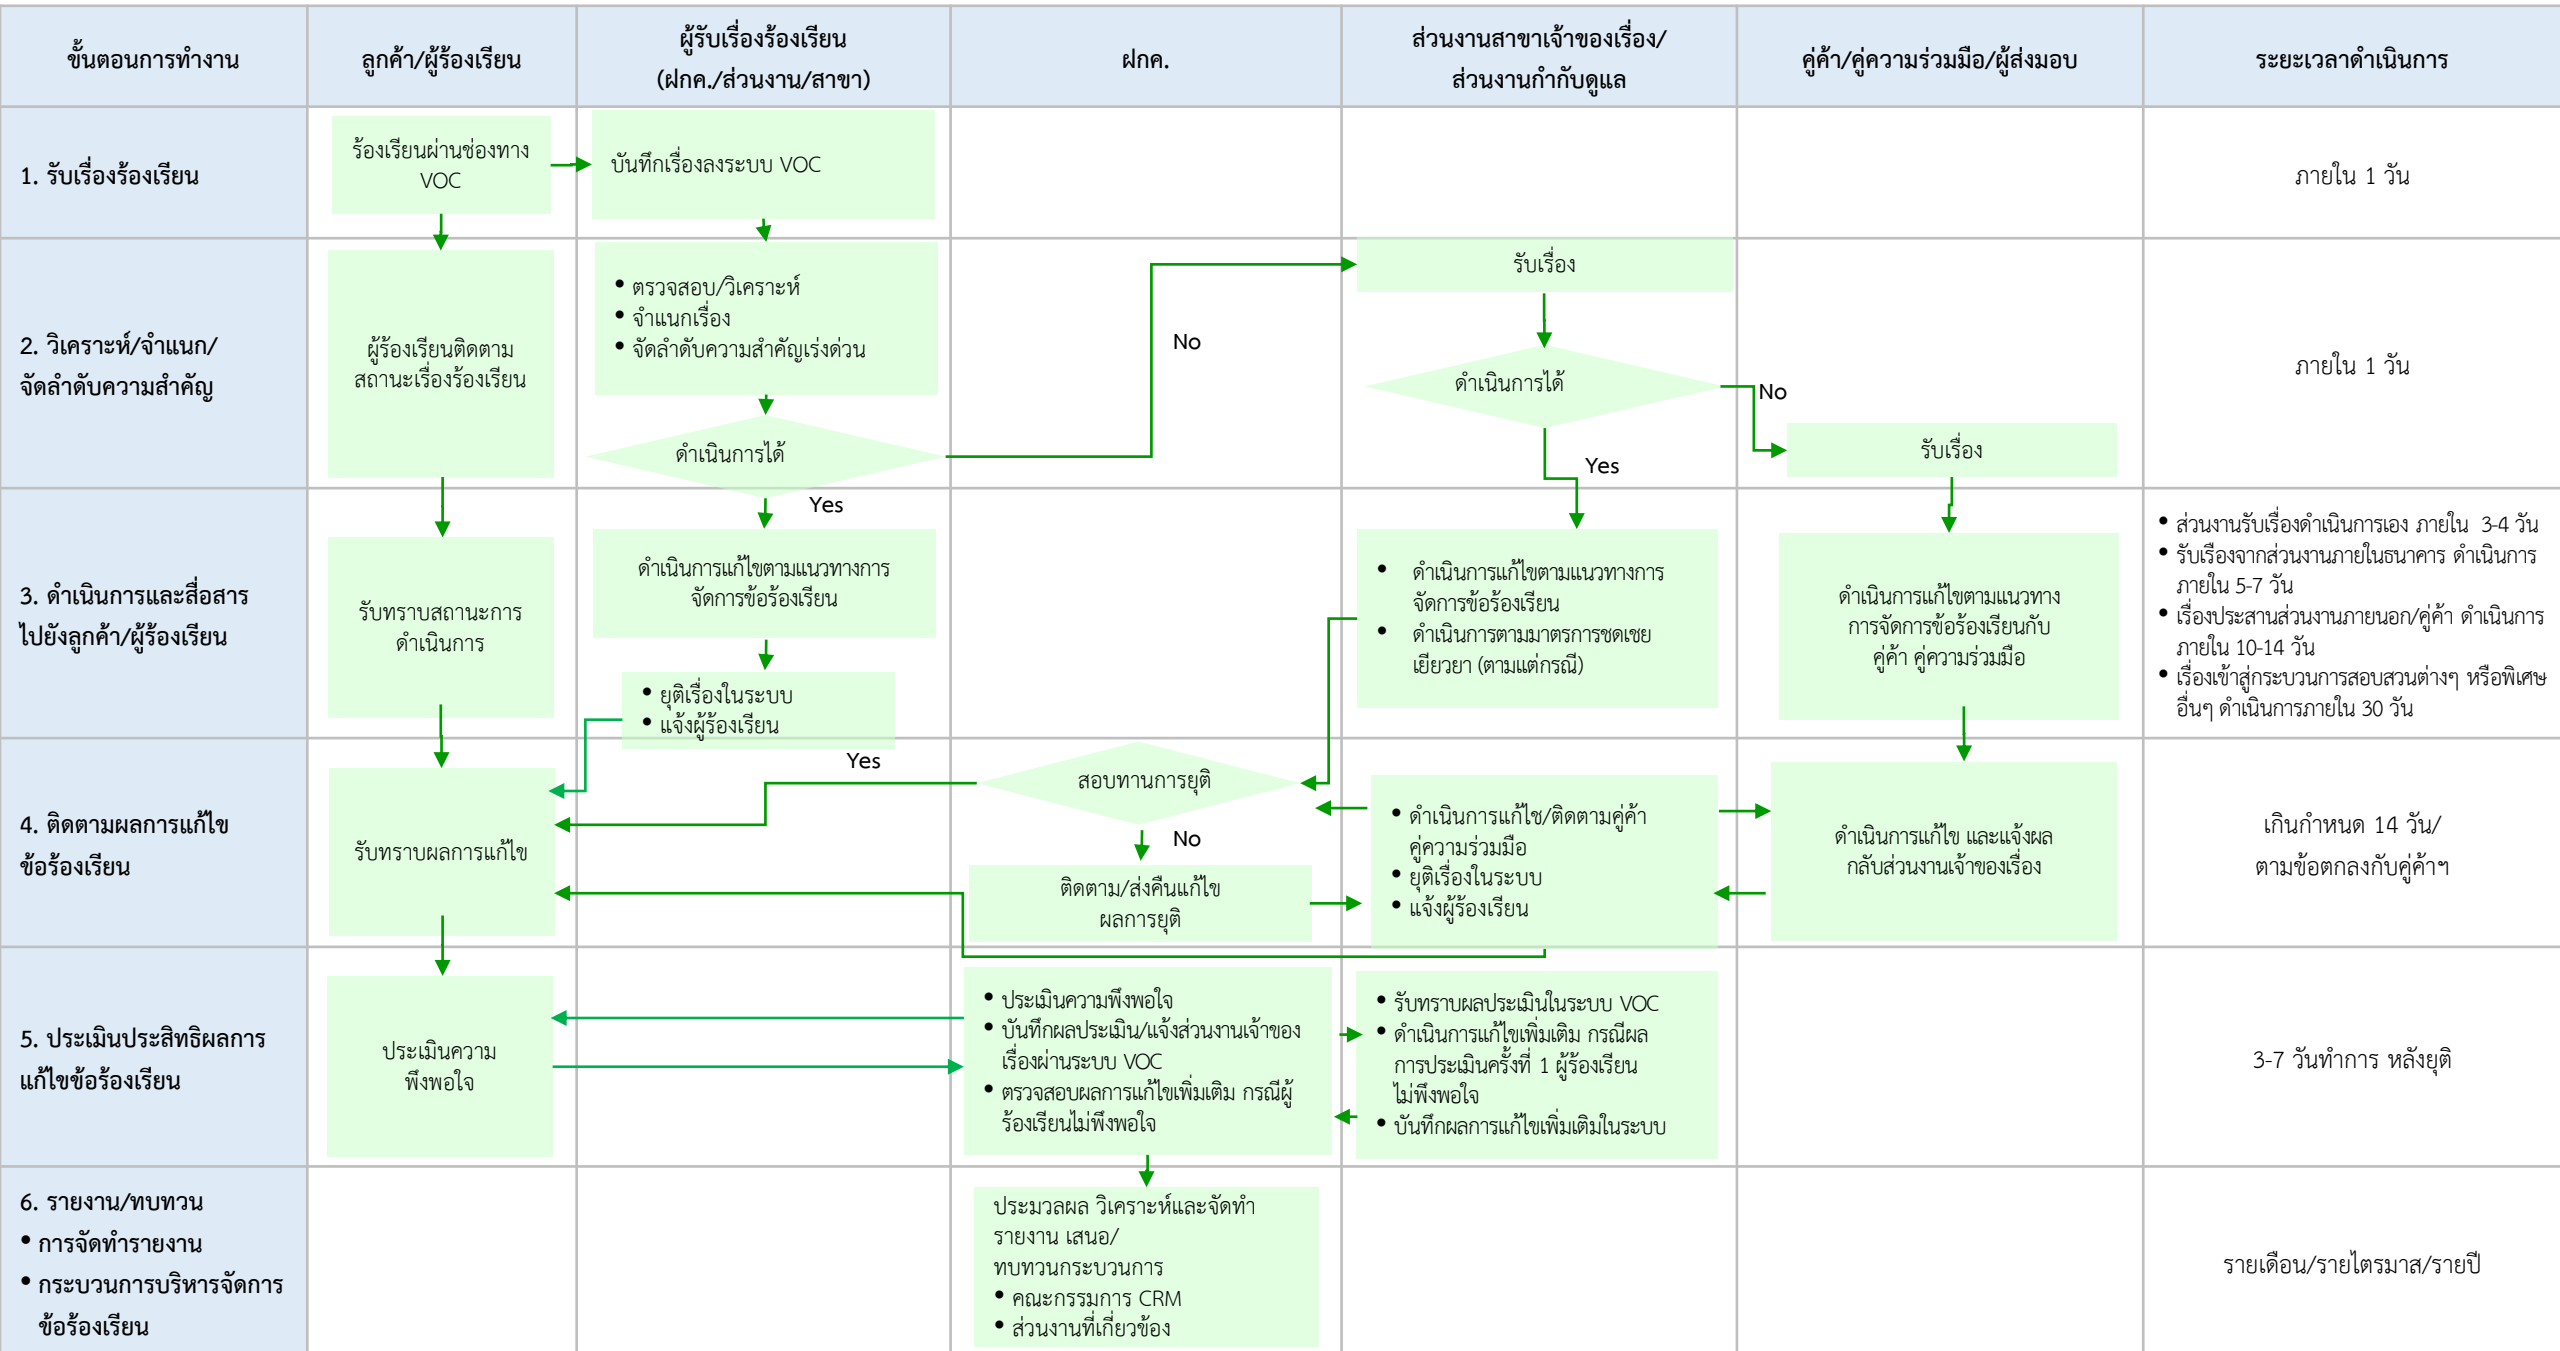 ขั้นตอนการทำงาน
ลูกค้า/ผู้ร้องเรียน
ผู้รับเรื่องร้องเรียน
(ฝกค./ส่วนงาน/สาขา)
ฝกค.
ส่วนงานสาขาเจ้าของเรื่อง/
ส่วนงานกำกับดูแล
คู่ค้า/คู่ความร่วมมือ/ผู้ส่งมอบ
ระยะเวลาดำเนินการ
1. รับเรื่องร้องเรียน
ร้องเรียนผ่านช่องทาง
VOC
บันทึกเรื่องลงระบบ VOC
ภายใน 1 วัน
2. วิเคราะห์/จำแนก/
จัดลำดับความสำคัญ
ผู้ร้องเรียนติดตาม
สถานะเรื่องร้องเรียน
• ตรวจสอบ/วิเคราะห์
• จำแนกเรื่อง
• จัดลำดับความสำคัญเร่งด่วน
ดำเนินการได้
No
รับเรื่อง
ดำเนินการได้
No
Yes
รับเรื่อง
ภายใน 1 วัน
Yes
3. ดำเนินการและสื่อสาร
ไปยังลูกค้า/ผู้ร้องเรียน
รับทราบสถานะการ
ดำเนินการ
ดำเนินการแก้ไขตามแนวทางการ
จัดการข้อร้องเรียน
• ยุติเรื่องในระบบ
• แจ้งผู้ร้องเรียน
• ดำเนินการแก้ไขตามแนวทางการ
จัดการข้อร้องเรียน
• ดำเนินการตามมาตรการชดเชย
เยียวยา (ตามแต่กรณี)
ดำเนินการแก้ไขตามแนวทาง
การจัดการข้อร้องเรียนกับ
คู่ค้า คู่ความร่วมมือ
• ส่วนงานรับเรื่องดำเนินการเอง ภายใน 3-4 วัน
• รับเรื่องจากส่วนงานภายในธนาคาร ดำเนินการ
ภายใน 5-7 วัน
• เรื่องประสานส่วนงานภายนอก/คู่ค้า ดำเนินการ
ภายใน 10-14 วัน
• เรื่องเข้าสู่กระบวนการสอบสวนต่างๆ หรือพิเศษ
อื่นๆ ดำเนินการภายใน 30 วัน
4. ติดตามผลการแก้ไข
ข้อร้องเรียน
รับทราบผลการแก้ไข
Yes
สอบทานการยุติ
No
ติดตาม/ส่งคืนแก้ไข
ผลการยุติ
• ดำเนินการแก้ไช/ติดตามคู่ค้า
คู่ความร่วมมือ
• ยุติเรื่องในระบบ
• แจ้งผู้ร้องเรียน
ดำเนินการแก้ไข และแจ้งผล
กลับส่วนงานเจ้าของเรื่อง
เกินกำหนด 14 วัน/
ตามข้อตกลงกับคู่ค้าฯ
5. ประเมินประสิทธิผลการ
แก้ไขข้อร้องเรียน
ประเมินความ
พึงพอใจ
• ประเมินความพึงพอใจ
• บันทึกผลประเมิน/แจ้งส่วนงานเจ้าของ
เรื่องผ่านระบบ VOC
• ตรวจสอบผลการแก้ไขเพิ่มเติม กรณีผู้
ร้องเรียนไม่พึงพอใจ
• รับทราบผลประเมินในระบบ VOC
• ดำเนินการแก้ไขเพิ่มเติม กรณีผล
การประเมินครั้งที่ 1 ผู้ร้องเรียน
ไม่พึงพอใจ
• บันทึกผลการแก้ไขเพิ่มเติมในระบบ
3-7 วันทำการ หลังยุติ
6. รายงาน/ทบทวน
• การจัดทำรายงาน
• กระบวนการบริหารจัดการ
ข้อร้องเรียน
ประมวลผล วิเคราะห์และจัดทำ
รายงาน เสนอ/
ทบทวนกระบวนการ
• คณะกรรมการ CRM
• ส่วนงานที่เกี่ยวข้อง
รายเดือน/รายไตรมาส/รายปี